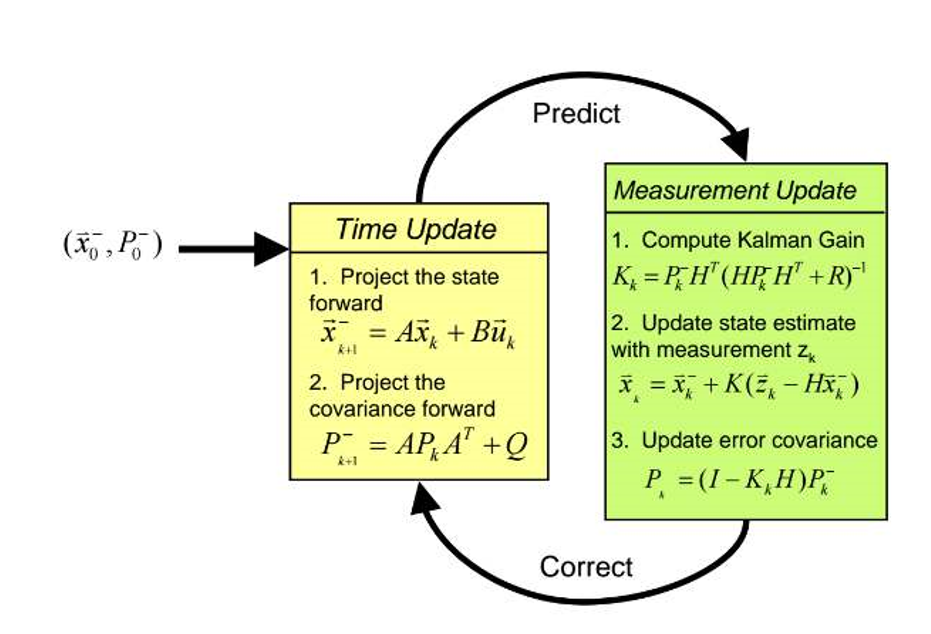 Predict
Measurement Update
1. Compute Kalman Gain
Kₖ = Pₖ⁻Hᵀ(HPₖ⁻Hᵀ + R)⁻¹
2. Update state estimate
with measurement zₖ
x⃗ₖ = x⃗ₖ⁻ + K(z⃗ₖ − Hx⃗ₖ⁻)
3. Update error covariance
Pₖ = (I − KₖH)Pₖ⁻
(x⃗₀⁻, P₀⁻)
Time Update
1. Project the state
forward
x⃗ₖ₊₁⁻ = Ax⃗ₖ + Bu⃗ₖ
2. Project the
covariance forward
Pₖ₊₁⁻ = APₖAᵀ + Q
Correct